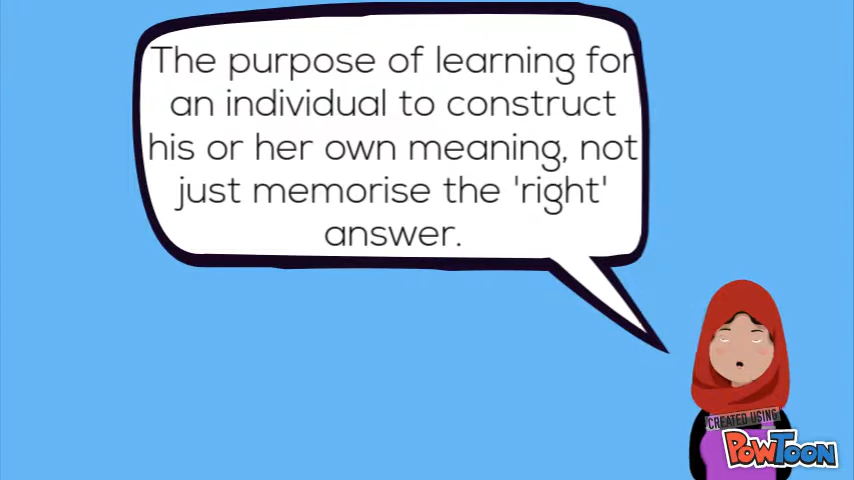 The purpose of learning for
an individual to construct
his or her own meaning, not
just memorise the 'right'
answer.
CREATED USING
POWTOON